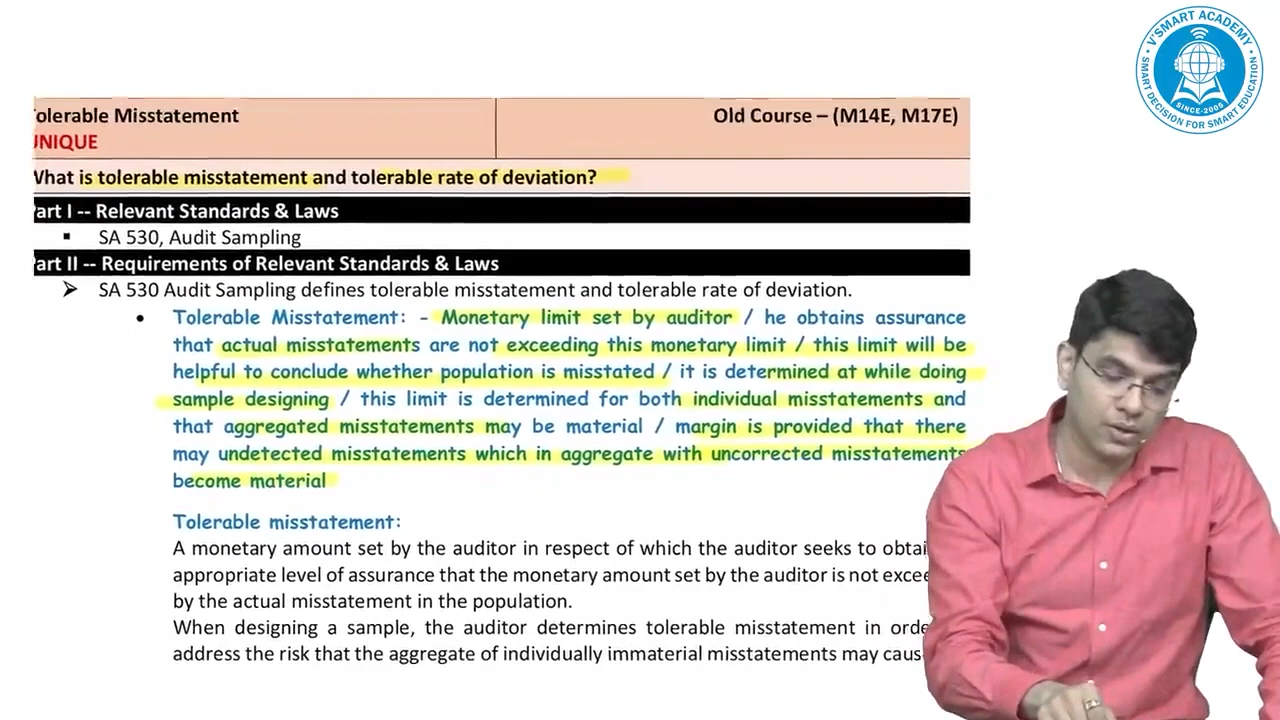 V'SMART ACADEMY
SMART DECISION FOR SMART EDUCATION
SINCE-2005
Tolerable Misstatement Old Course – (M14E, M17E)
UNIQUE
What is tolerable misstatement and tolerable rate of deviation?
Part I -- Relevant Standards & Laws
▪ SA 530, Audit Sampling
Part II -- Requirements of Relevant Standards & Laws
➢ SA 530 Audit Sampling defines tolerable misstatement and tolerable rate of deviation.
• Tolerable Misstatement: - Monetary limit set by auditor / he obtains assurance
that actual misstatements are not exceeding this monetary limit / this limit will be
helpful to conclude whether population is misstated / it is determined at while doing
sample designing / this limit is determined for both individual misstatements and
that aggregated misstatements may be material / margin is provided that there
may undetected misstatements which in aggregate with uncorrected misstatements
become material
Tolerable misstatement:
A monetary amount set by the auditor in respect of which the auditor seeks to obtai
appropriate level of assurance that the monetary amount set by the auditor is not excee
by the actual misstatement in the population.
When designing a sample, the auditor determines tolerable misstatement in orde
address the risk that the aggregate of individually immaterial misstatements may caus